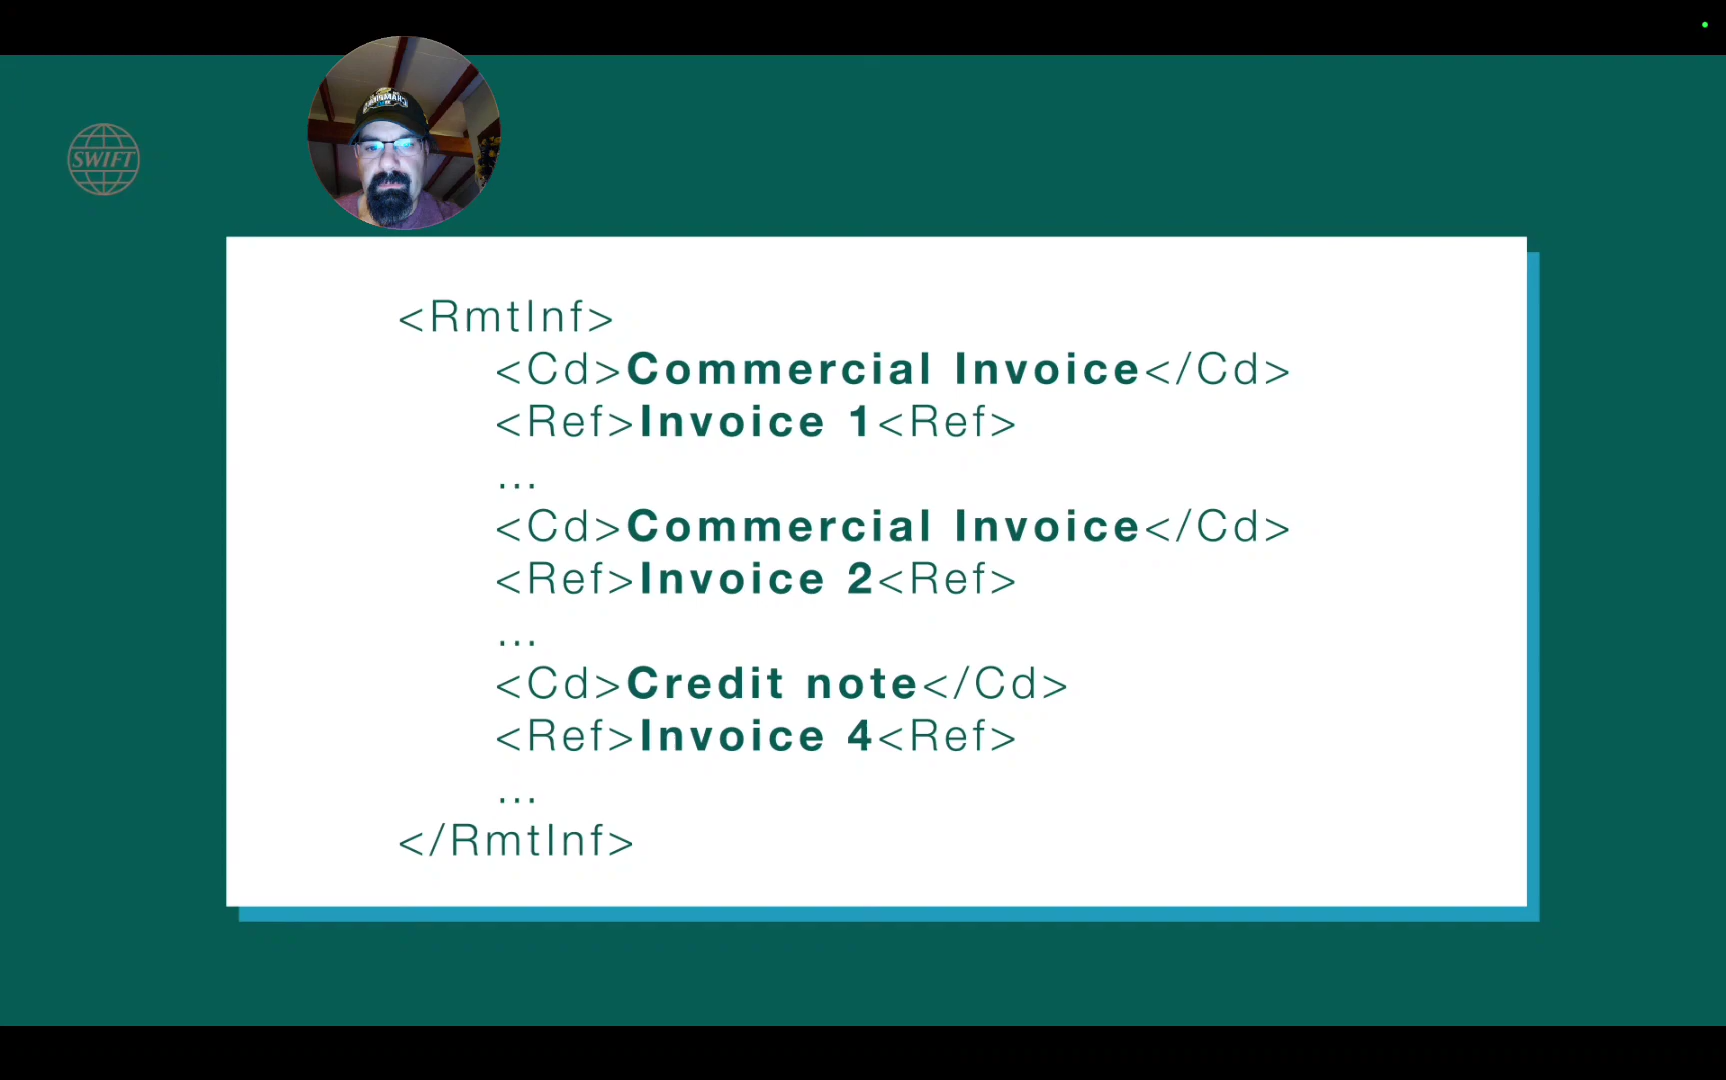 SWIFT
<RmtInf>
<Cd>Commercial Invoice</Cd>
<Ref>Invoice 1<Ref>
...
<Cd>Commercial Invoice</Cd>
<Ref>Invoice 2<Ref>
...
<Cd>Credit note</Cd>
<Ref>Invoice 4<Ref>
...
</RmtInf>